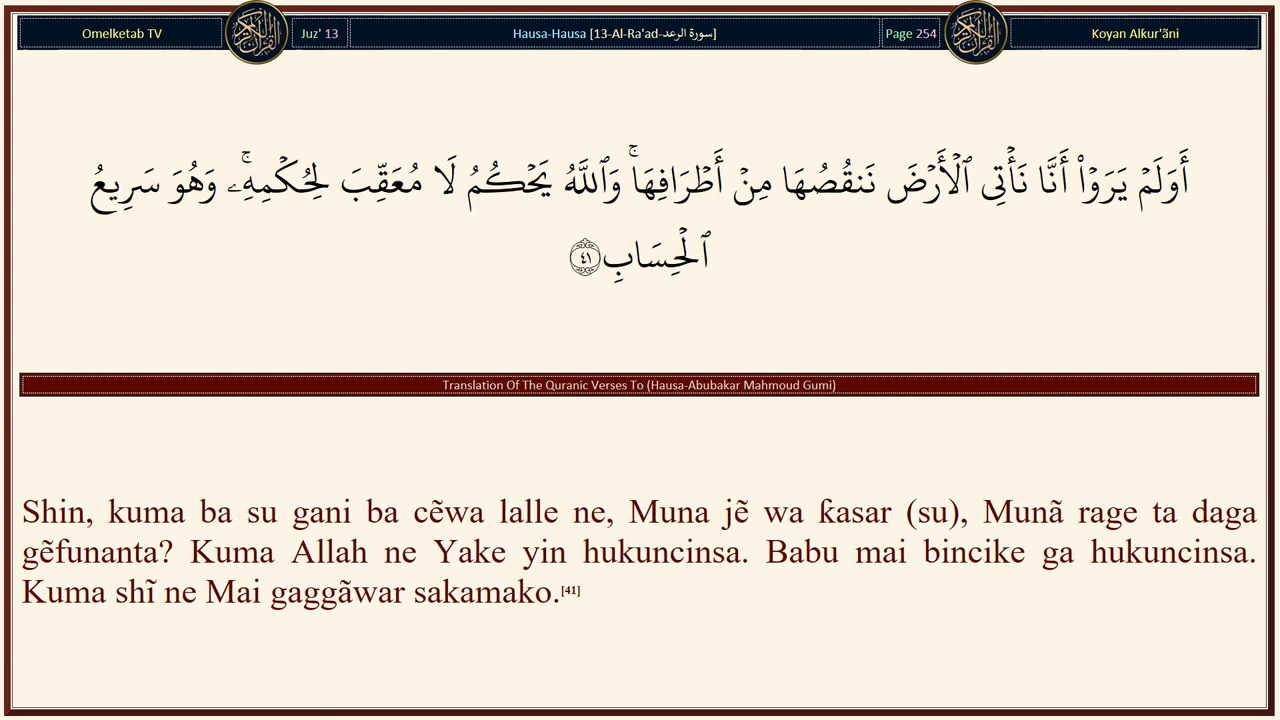 Omelketab TV
Juz' 13
Hausa-Hausa [13-Al-Ra'ad-سورة الرعد]
Page 254
Koyan Alƙur'ãni
أَوَلَمۡ يَرَوۡاْ أَنَّا نَأۡتِي ٱلۡأَرۡضَ نَنقُصُهَا مِنۡ أَطۡرَافِهَاۚ وَٱللَّهُ يَحۡكُمُ لَا مُعَقِّبَ لِحُكۡمِهِۦۚ وَهُوَ سَرِيعُ
ٱلۡحِسَابِ ٤١
Translation Of The Quranic Verses To (Hausa-Abubakar Mahmoud Gumi)
Shin, kuma ba su gani ba cẽwa lalle ne, Muna jẽ wa ƙasar (su), Munã rage ta daga
gẽfunanta? Kuma Allah ne Yake yin hukuncinsa. Babu mai bincike ga hukuncinsa.
Kuma shĩ ne Mai gaggãwar sakamako.[41]